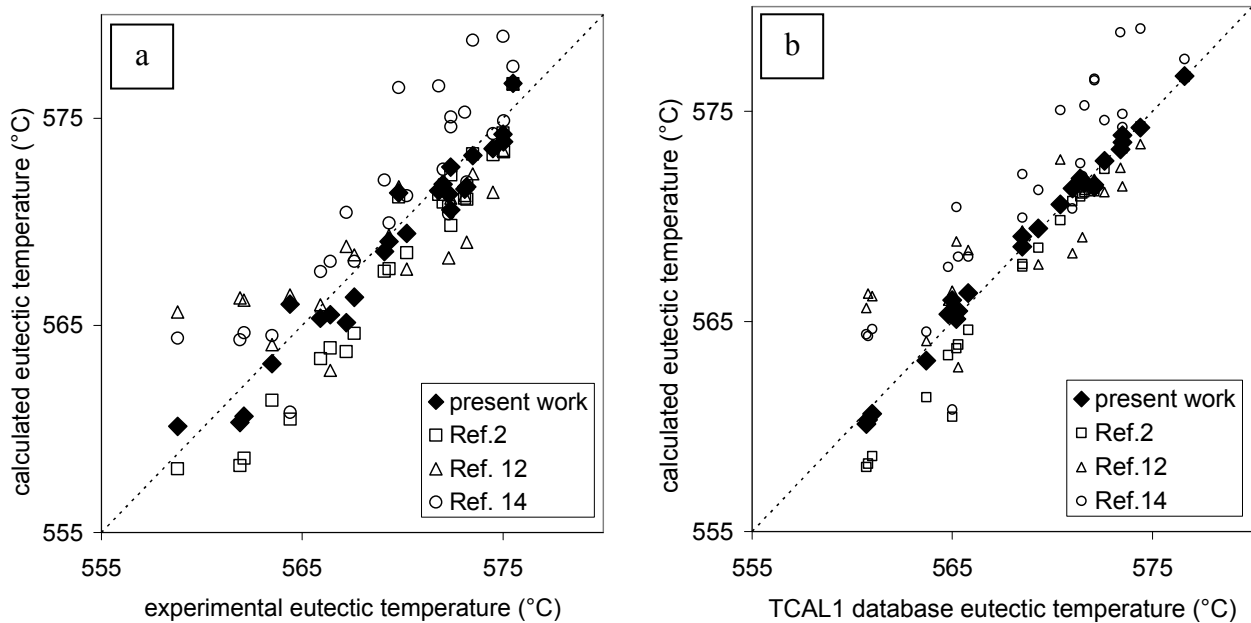 a
calculated eutectic temperature (°C)
575
565
555
555 565 575
experimental eutectic temperature (°C)
present work
Ref.2
Ref. 12
Ref. 14
b
calculated eutectic temperature (°C)
575
565
555
555 565 575
TCAL1 database eutectic temperature (°C)
present work
Ref.2
Ref.12
Ref.14